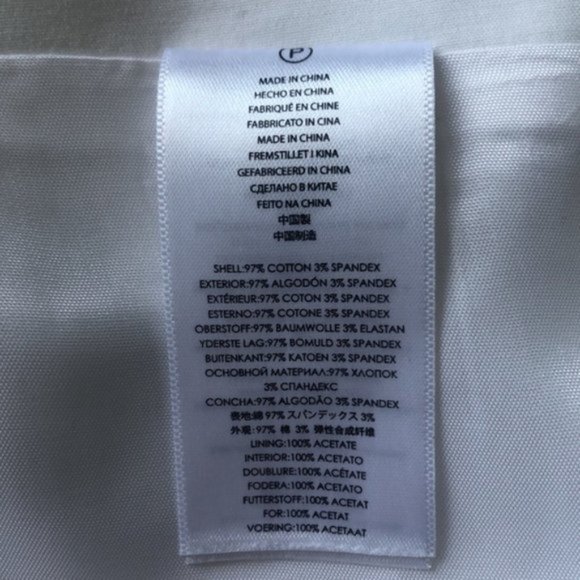 P
MADE IN CHINA
HECHO EN CHINA
FABRIQUÉ EN CHINE
FABBRICATO IN CINA
MADE IN CHINA
FREMSTILLET I KINA
GEFABRICEERD IN CHINA
СДЕЛАНО В КИТАЕ
FEITO NA CHINA
中国製
中国制造
SHELL:97% COTTON 3% SPANDEX
EXTERIOR:97% ALGODÓN 3% SPANDEX
EXTÉRIEUR:97% COTON 3% SPANDEX
ESTERNO:97% COTONE 3% SPANDEX
OBERSTOFF:97% BAUMWOLLE 3% ELASTAN
YDERSTE LAG:97% BOMULD 3% SPANDEX
BUITENKANT:97% KATOEN 3% SPANDEX
ОСНОВНОЙ МАТЕРИАЛ:97% ХЛОПОК
3% СПАНДЕКС
CONCHA:97% ALGODÃO 3% SPANDEX
表地:綿 97% スパンデックス 3%
外观:97% 棉 3% 弹性合成纤维
LINING:100% ACETATE
INTERIOR:100% ACETATO
DOUBLURE:100% ACÉTATE
FODERA:100% ACETATO
FUTTERSTOFF:100% ACETAT
FOR:100% ACETAT
VOERING:100% ACETAAT